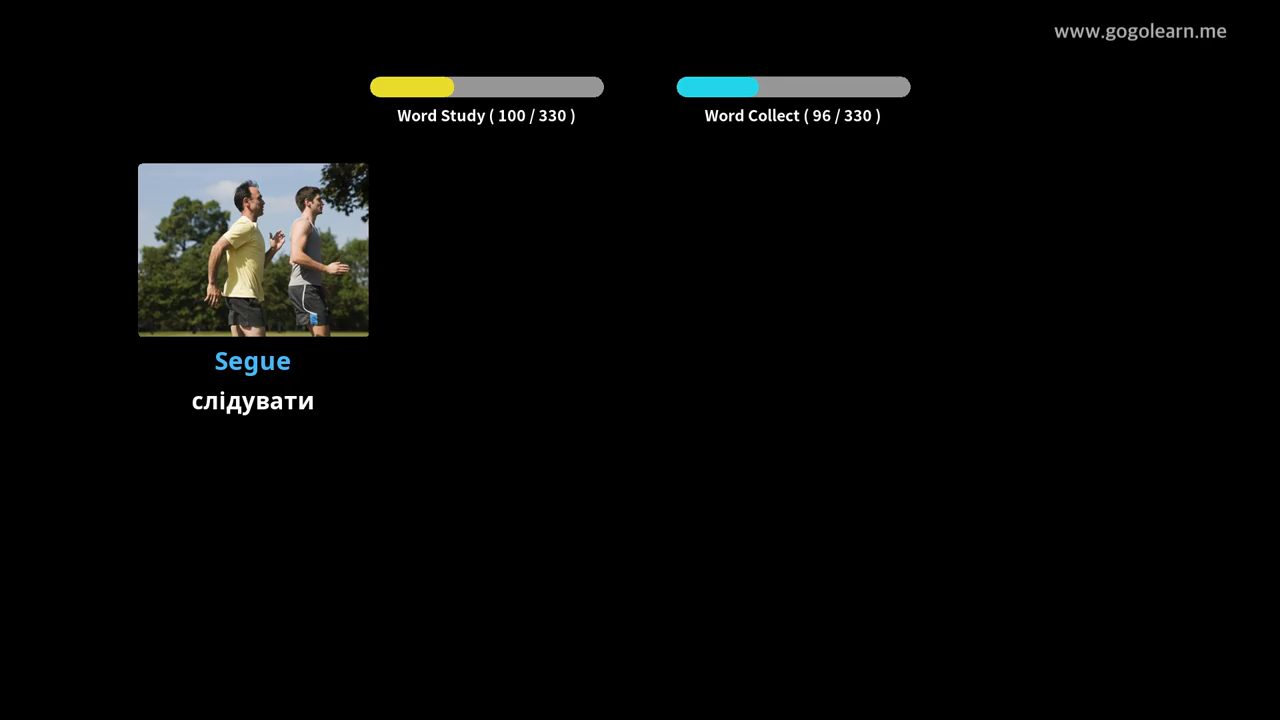 www.gogolearn.me
Word Study ( 100 / 330 )
Word Collect ( 96 / 330 )
Segue
слідувати